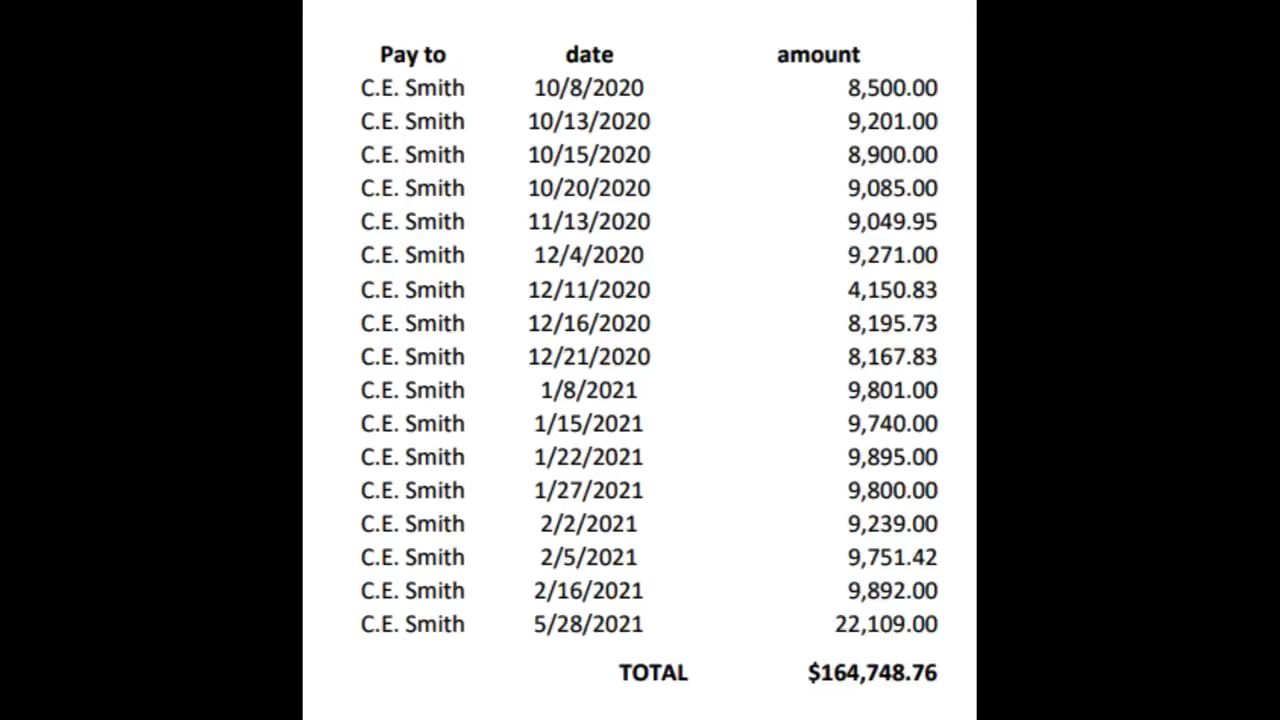 Pay to date amount
C.E. Smith 10/8/2020 8,500.00
C.E. Smith 10/13/2020 9,201.00
C.E. Smith 10/15/2020 8,900.00
C.E. Smith 10/20/2020 9,085.00
C.E. Smith 11/13/2020 9,049.95
C.E. Smith 12/4/2020 9,271.00
C.E. Smith 12/11/2020 4,150.83
C.E. Smith 12/16/2020 8,195.73
C.E. Smith 12/21/2020 8,167.83
C.E. Smith 1/8/2021 9,801.00
C.E. Smith 1/15/2021 9,740.00
C.E. Smith 1/22/2021 9,895.00
C.E. Smith 1/27/2021 9,800.00
C.E. Smith 2/2/2021 9,239.00
C.E. Smith 2/5/2021 9,751.42
C.E. Smith 2/16/2021 9,892.00
C.E. Smith 5/28/2021 22,109.00
TOTAL $164,748.76